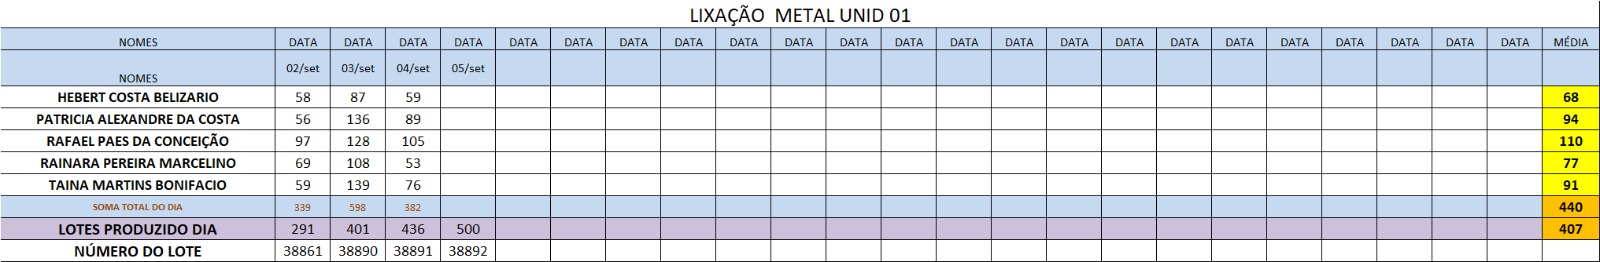 LIXAÇÃO METAL UNID 01
NOMES DATA DATA DATA DATA DATA DATA DATA DATA DATA DATA DATA DATA DATA DATA DATA DATA DATA DATA DATA DATA DATA DATA DATA MÉDIA
NOMES 02/set 03/set 04/set 05/set
HEBERT COSTA BELIZARIO 58 87 59 68
PATRICIA ALEXANDRE DA COSTA 56 136 89 94
RAFAEL PAES DA CONCEIÇÃO 97 128 105 110
RAINARA PEREIRA MARCELINO 69 108 53 77
TAINA MARTINS BONIFACIO 59 139 76 91
SOMA TOTAL DO DIA 339 598 382 440
LOTES PRODUZIDO DIA 291 401 436 500 407
NÚMERO DO LOTE 38861 38890 38891 38892